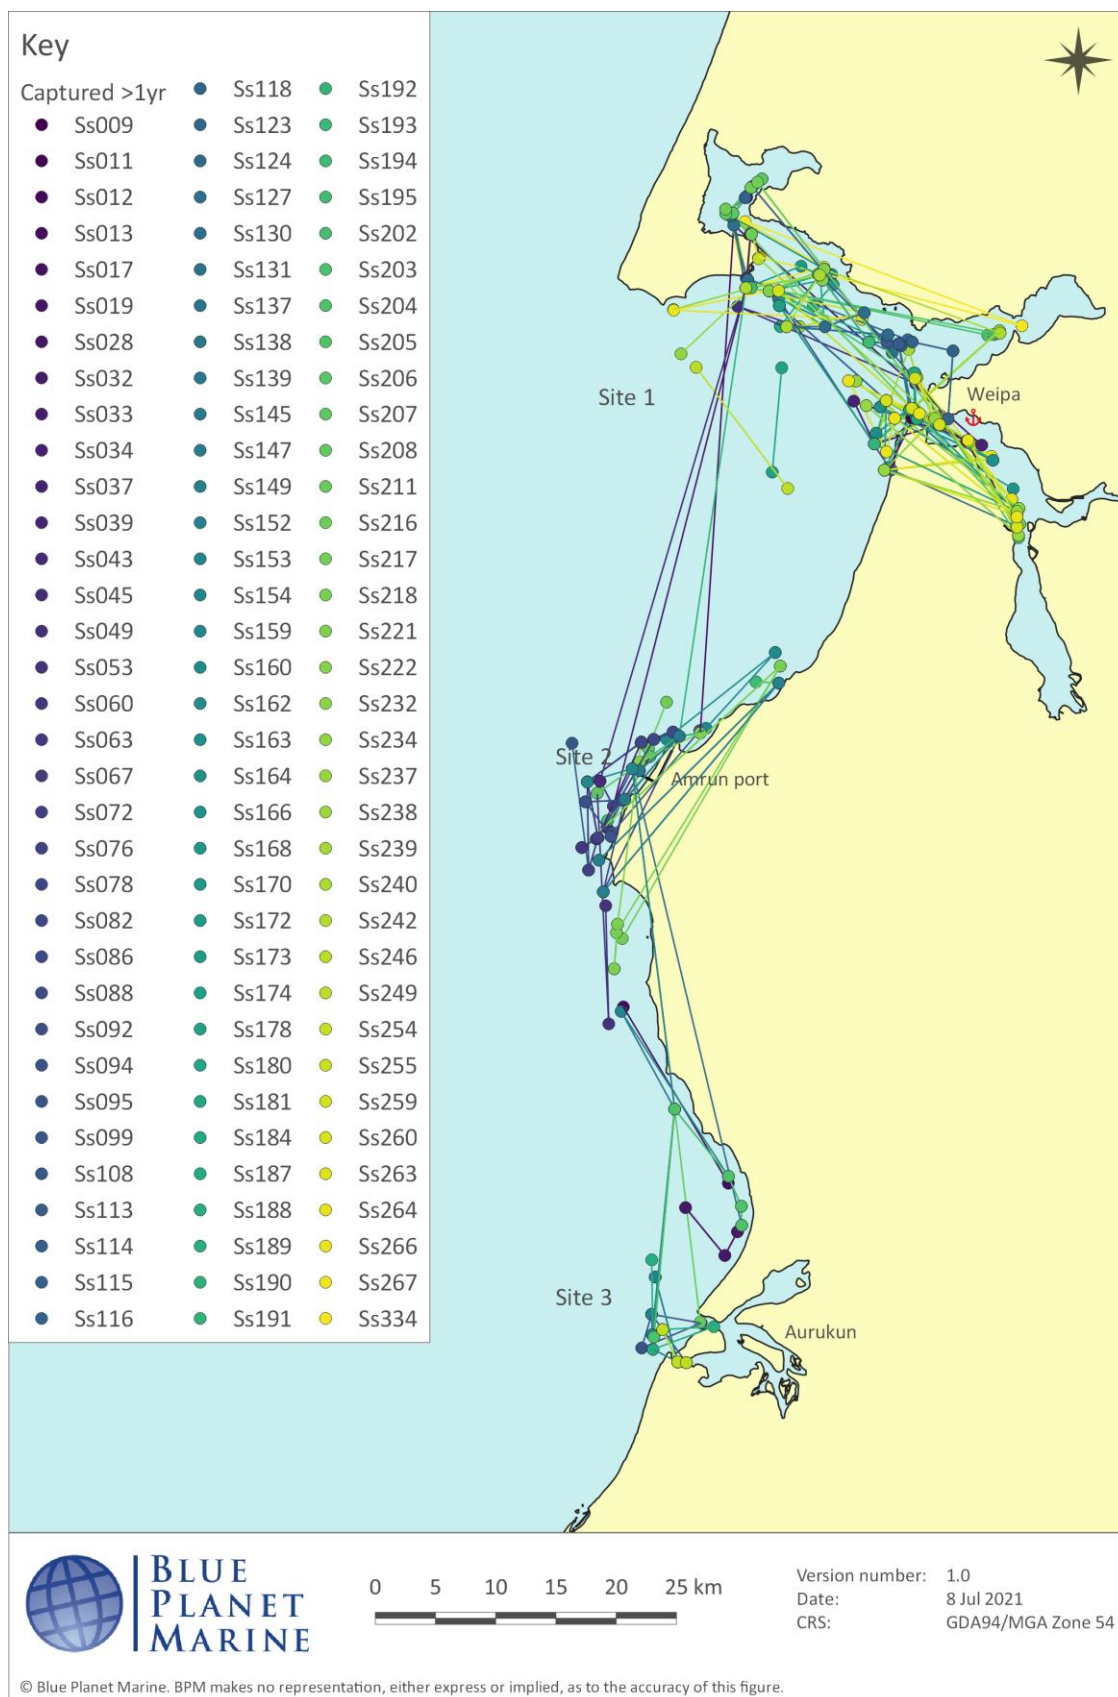 Key
Captured >1yr
Ss009
Ss011
Ss012
Ss013
Ss017
Ss019
Ss028
Ss032
Ss033
Ss034
Ss037
Ss039
Ss043
Ss045
Ss049
Ss053
Ss060
Ss063
Ss067
Ss072
Ss076
Ss078
Ss082
Ss086
Ss088
Ss092
Ss094
Ss095
Ss099
Ss108
Ss113
Ss114
Ss115
Ss116
Ss118
Ss123
Ss124
Ss127
Ss130
Ss131
Ss137
Ss138
Ss139
Ss145
Ss147
Ss149
Ss152
Ss153
Ss154
Ss159
Ss160
Ss162
Ss163
Ss164
Ss166
Ss168
Ss170
Ss172
Ss173
Ss174
Ss178
Ss180
Ss181
Ss184
Ss187
Ss188
Ss189
Ss190
Ss191
Ss192
Ss193
Ss194
Ss195
Ss202
Ss203
Ss204
Ss205
Ss206
Ss207
Ss208
Ss211
Ss216
Ss217
Ss218
Ss221
Ss222
Ss232
Ss234
Ss237
Ss238
Ss239
Ss240
Ss242
Ss246
Ss249
Ss254
Ss255
Ss259
Ss260
Ss263
Ss264
Ss266
Ss267
Ss334
Site 1
Weipa
Site 2
Amrun port
Site 3
Aurukun
BLUE
PLANET
MARINE
0 5 10 15 20 25 km
Version number: 1.0
Date: 8 Jul 2021
CRS: GDA94/MGA Zone 54
© Blue Planet Marine. BPM makes no representation, either express or implied, as to the accuracy of this figure.